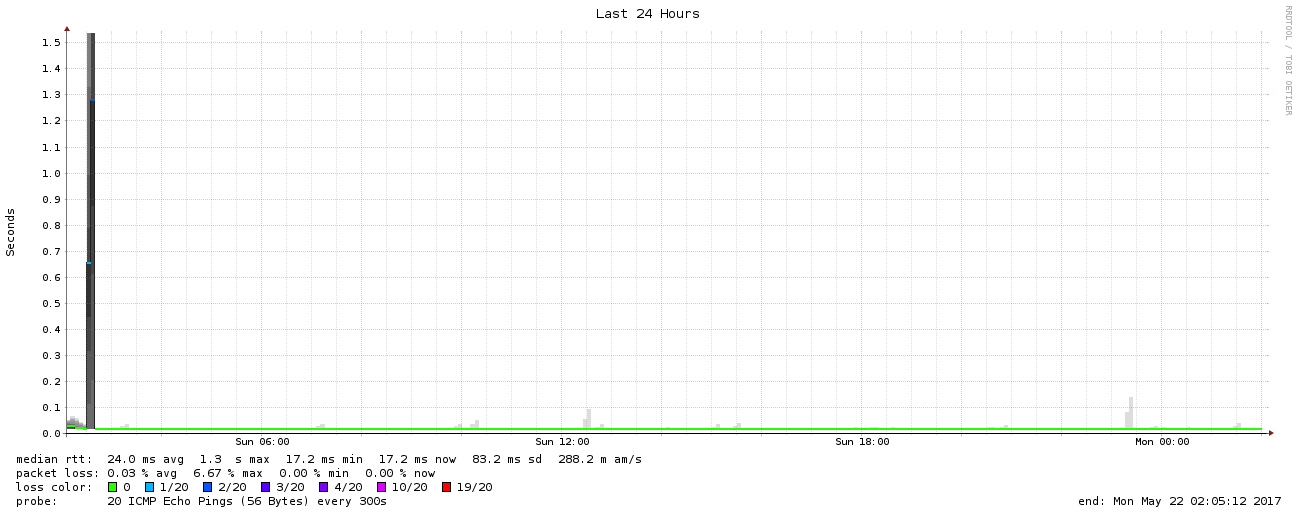 Last 24 Hours
RRDTOOL / TOBI OETIKER
Seconds
1.5
1.4
1.3
1.2
1.1
1.0
0.9
0.8
0.7
0.6
0.5
0.4
0.3
0.2
0.1
0.0
Sun 06:00 Sun 12:00 Sun 18:00 Mon 00:00
median rtt: 24.0 ms avg 1.3 s max 17.2 ms min 17.2 ms now 83.2 ms sd 288.2 m am/s
packet loss: 0.03 % avg 6.67 % max 0.00 % min 0.00 % now
loss color: 0 1/20 2/20 3/20 4/20 10/20 19/20
probe: 20 ICMP Echo Pings (56 Bytes) every 300s end: Mon May 22 02:05:12 2017